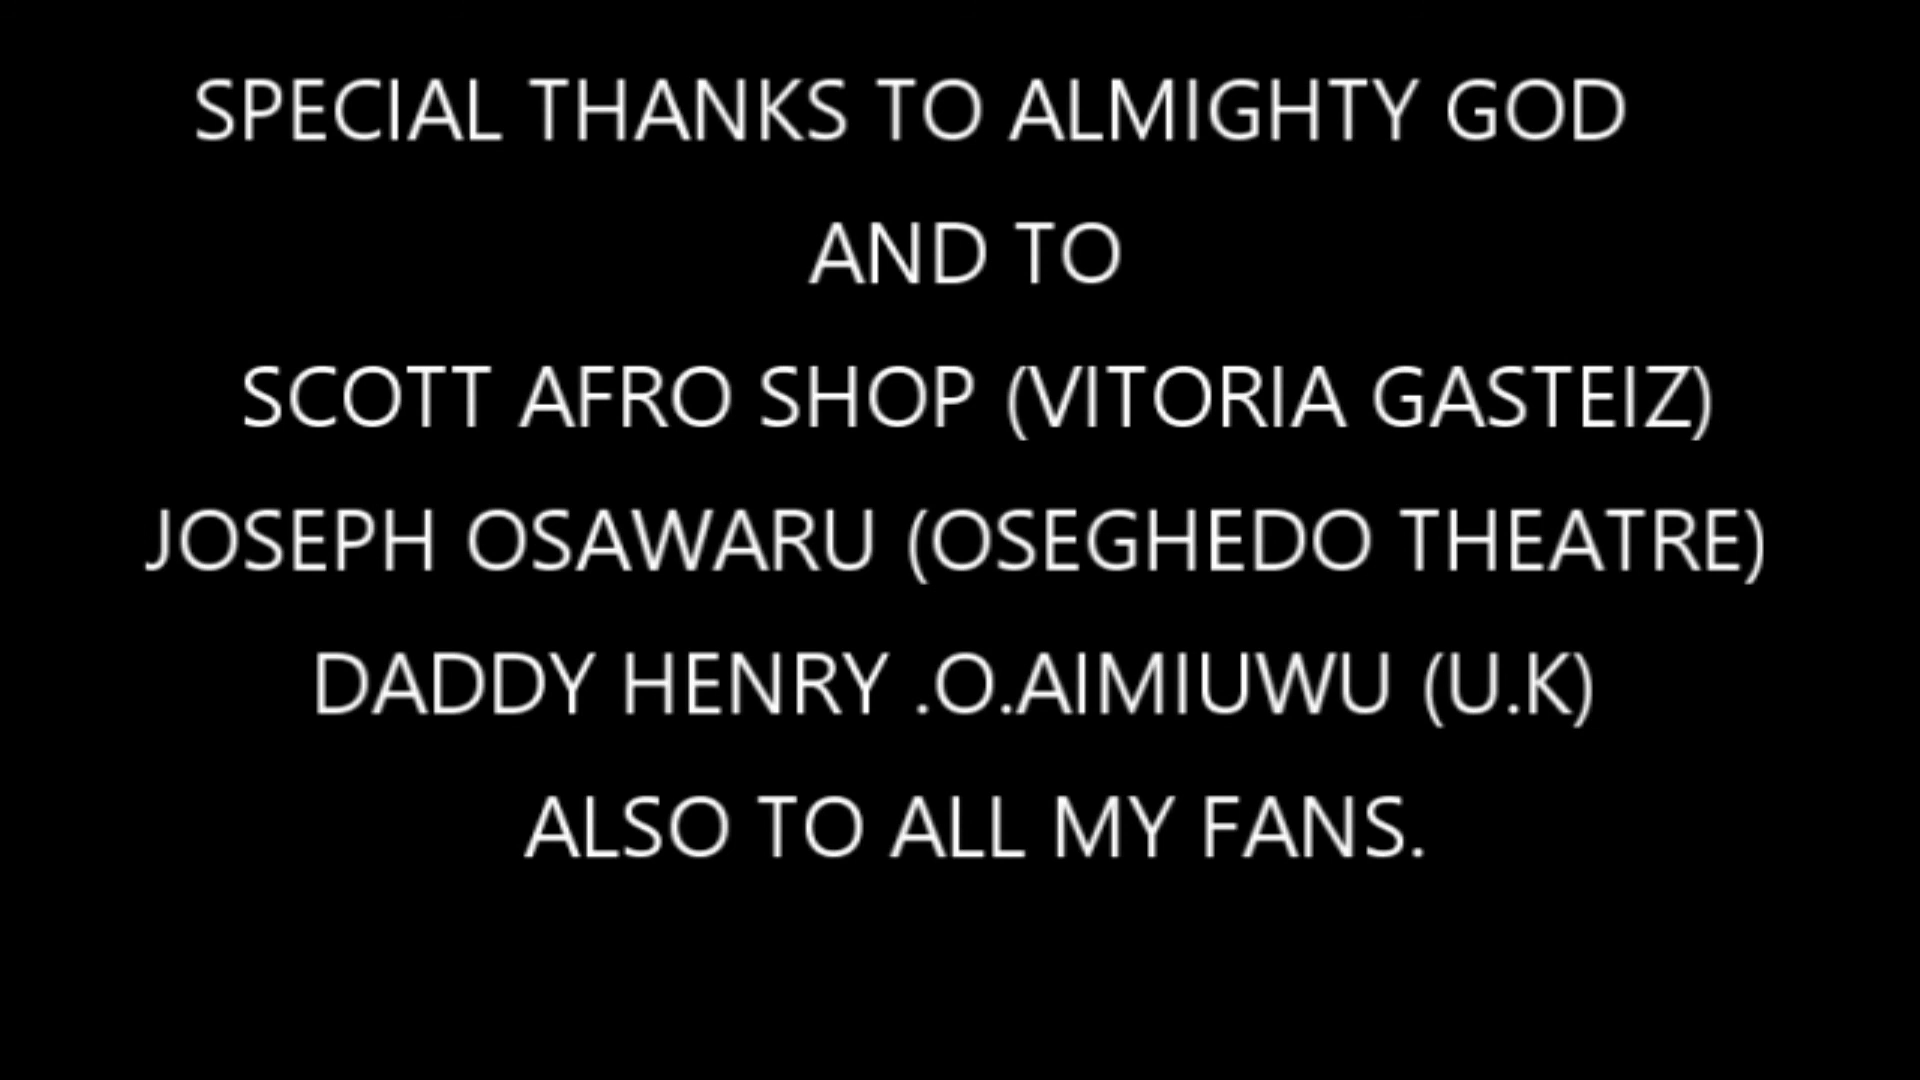 SPECIAL THANKS TO ALMIGHTY GOD
AND TO
SCOTT AFRO SHOP (VITORIA GASTEIZ)
JOSEPH OSAWARU (OSEGHEDO THEATRE)
DADDY HENRY .O.AIMIUWU (U.K)
ALSO TO ALL MY FANS.